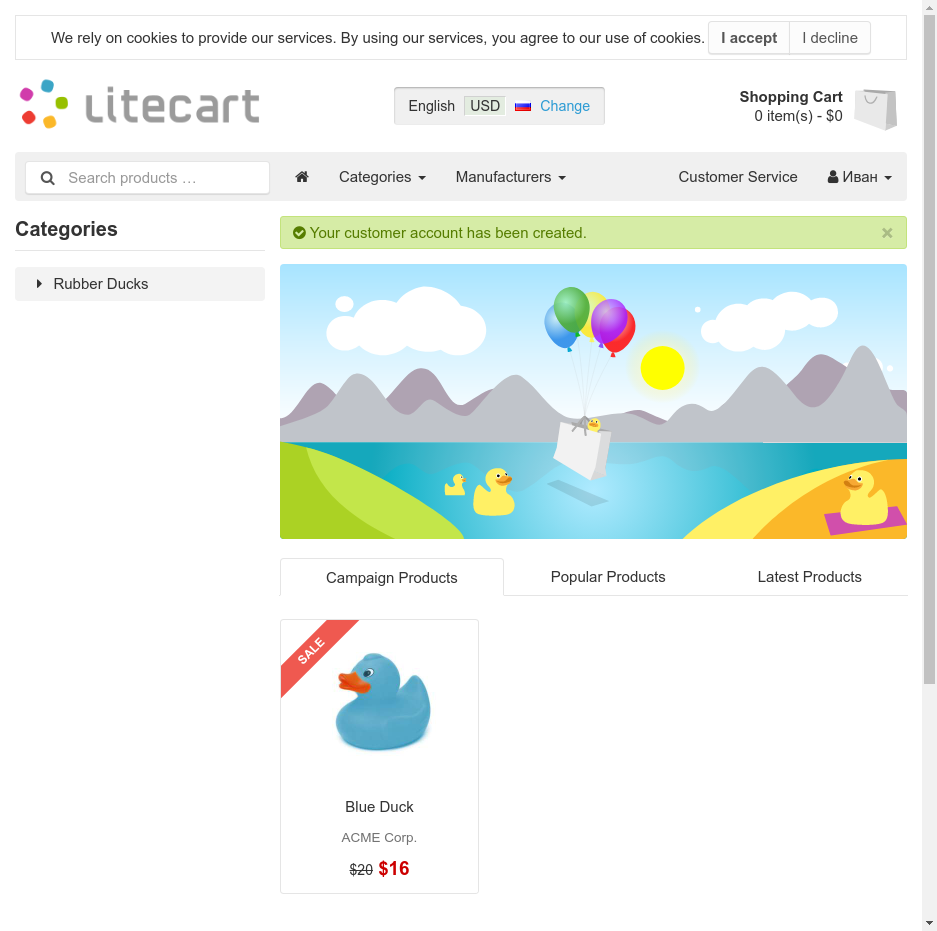 We rely on cookies to provide our services. By using our services, you agree to our use of cookies. I accept I decline
litecart
English USD Change
Shopping Cart
0 item(s) - $0
Search products … Categories Manufacturers Customer Service Иван
Categories
Rubber Ducks
Your customer account has been created. ×
Campaign Products Popular Products Latest Products
SALE
Blue Duck
ACME Corp.
$20 $16